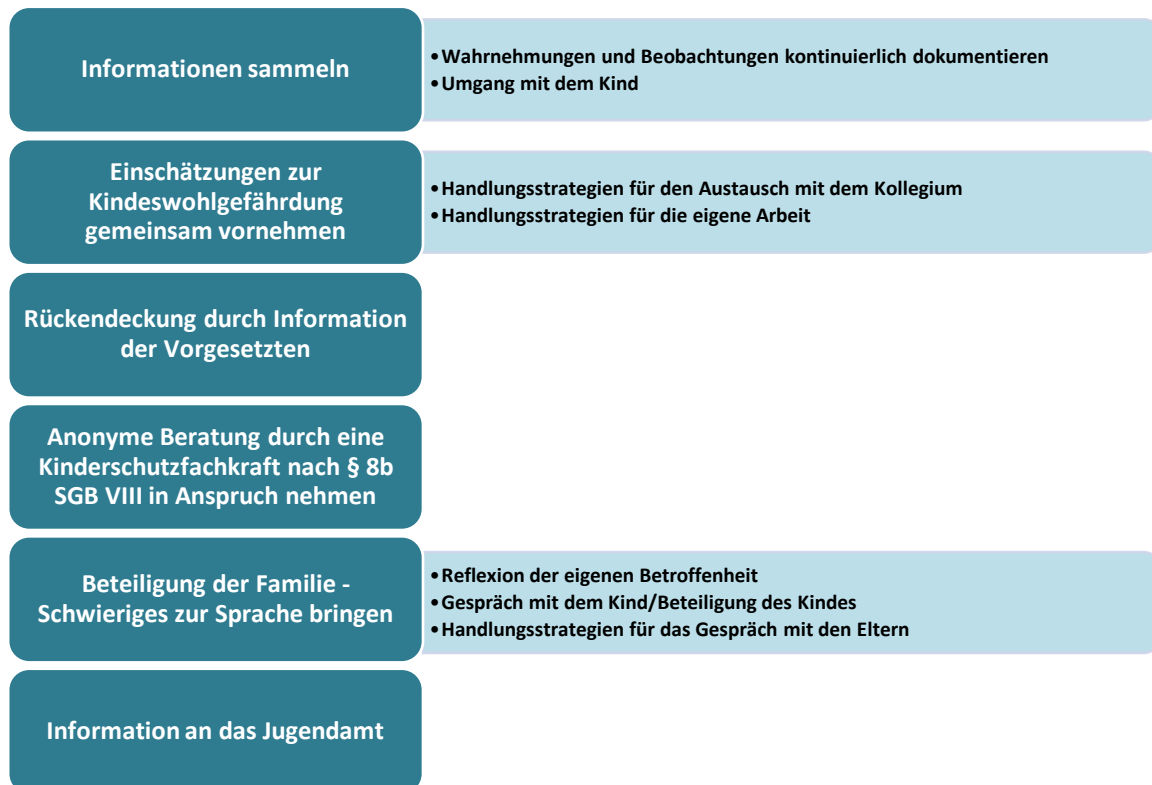 Informationen sammeln
•Wahrnehmungen und Beobachtungen kontinuierlich dokumentieren
•Umgang mit dem Kind
Einschätzungen zur
Kindeswohlgefährdung
gemeinsam vornehmen
•Handlungsstrategien für den Austausch mit dem Kollegium
•Handlungsstrategien für die eigene Arbeit
Rückendeckung durch Information
der Vorgesetzten
Anonyme Beratung durch eine
Kinderschutzfachkraft nach § 8b
SGB VIII in Anspruch nehmen
Beteiligung der Familie -
Schwieriges zur Sprache bringen
•Reflexion der eigenen Betroffenheit
•Gespräch mit dem Kind/Beteiligung des Kindes
•Handlungsstrategien für das Gespräch mit den Eltern
Information an das Jugendamt